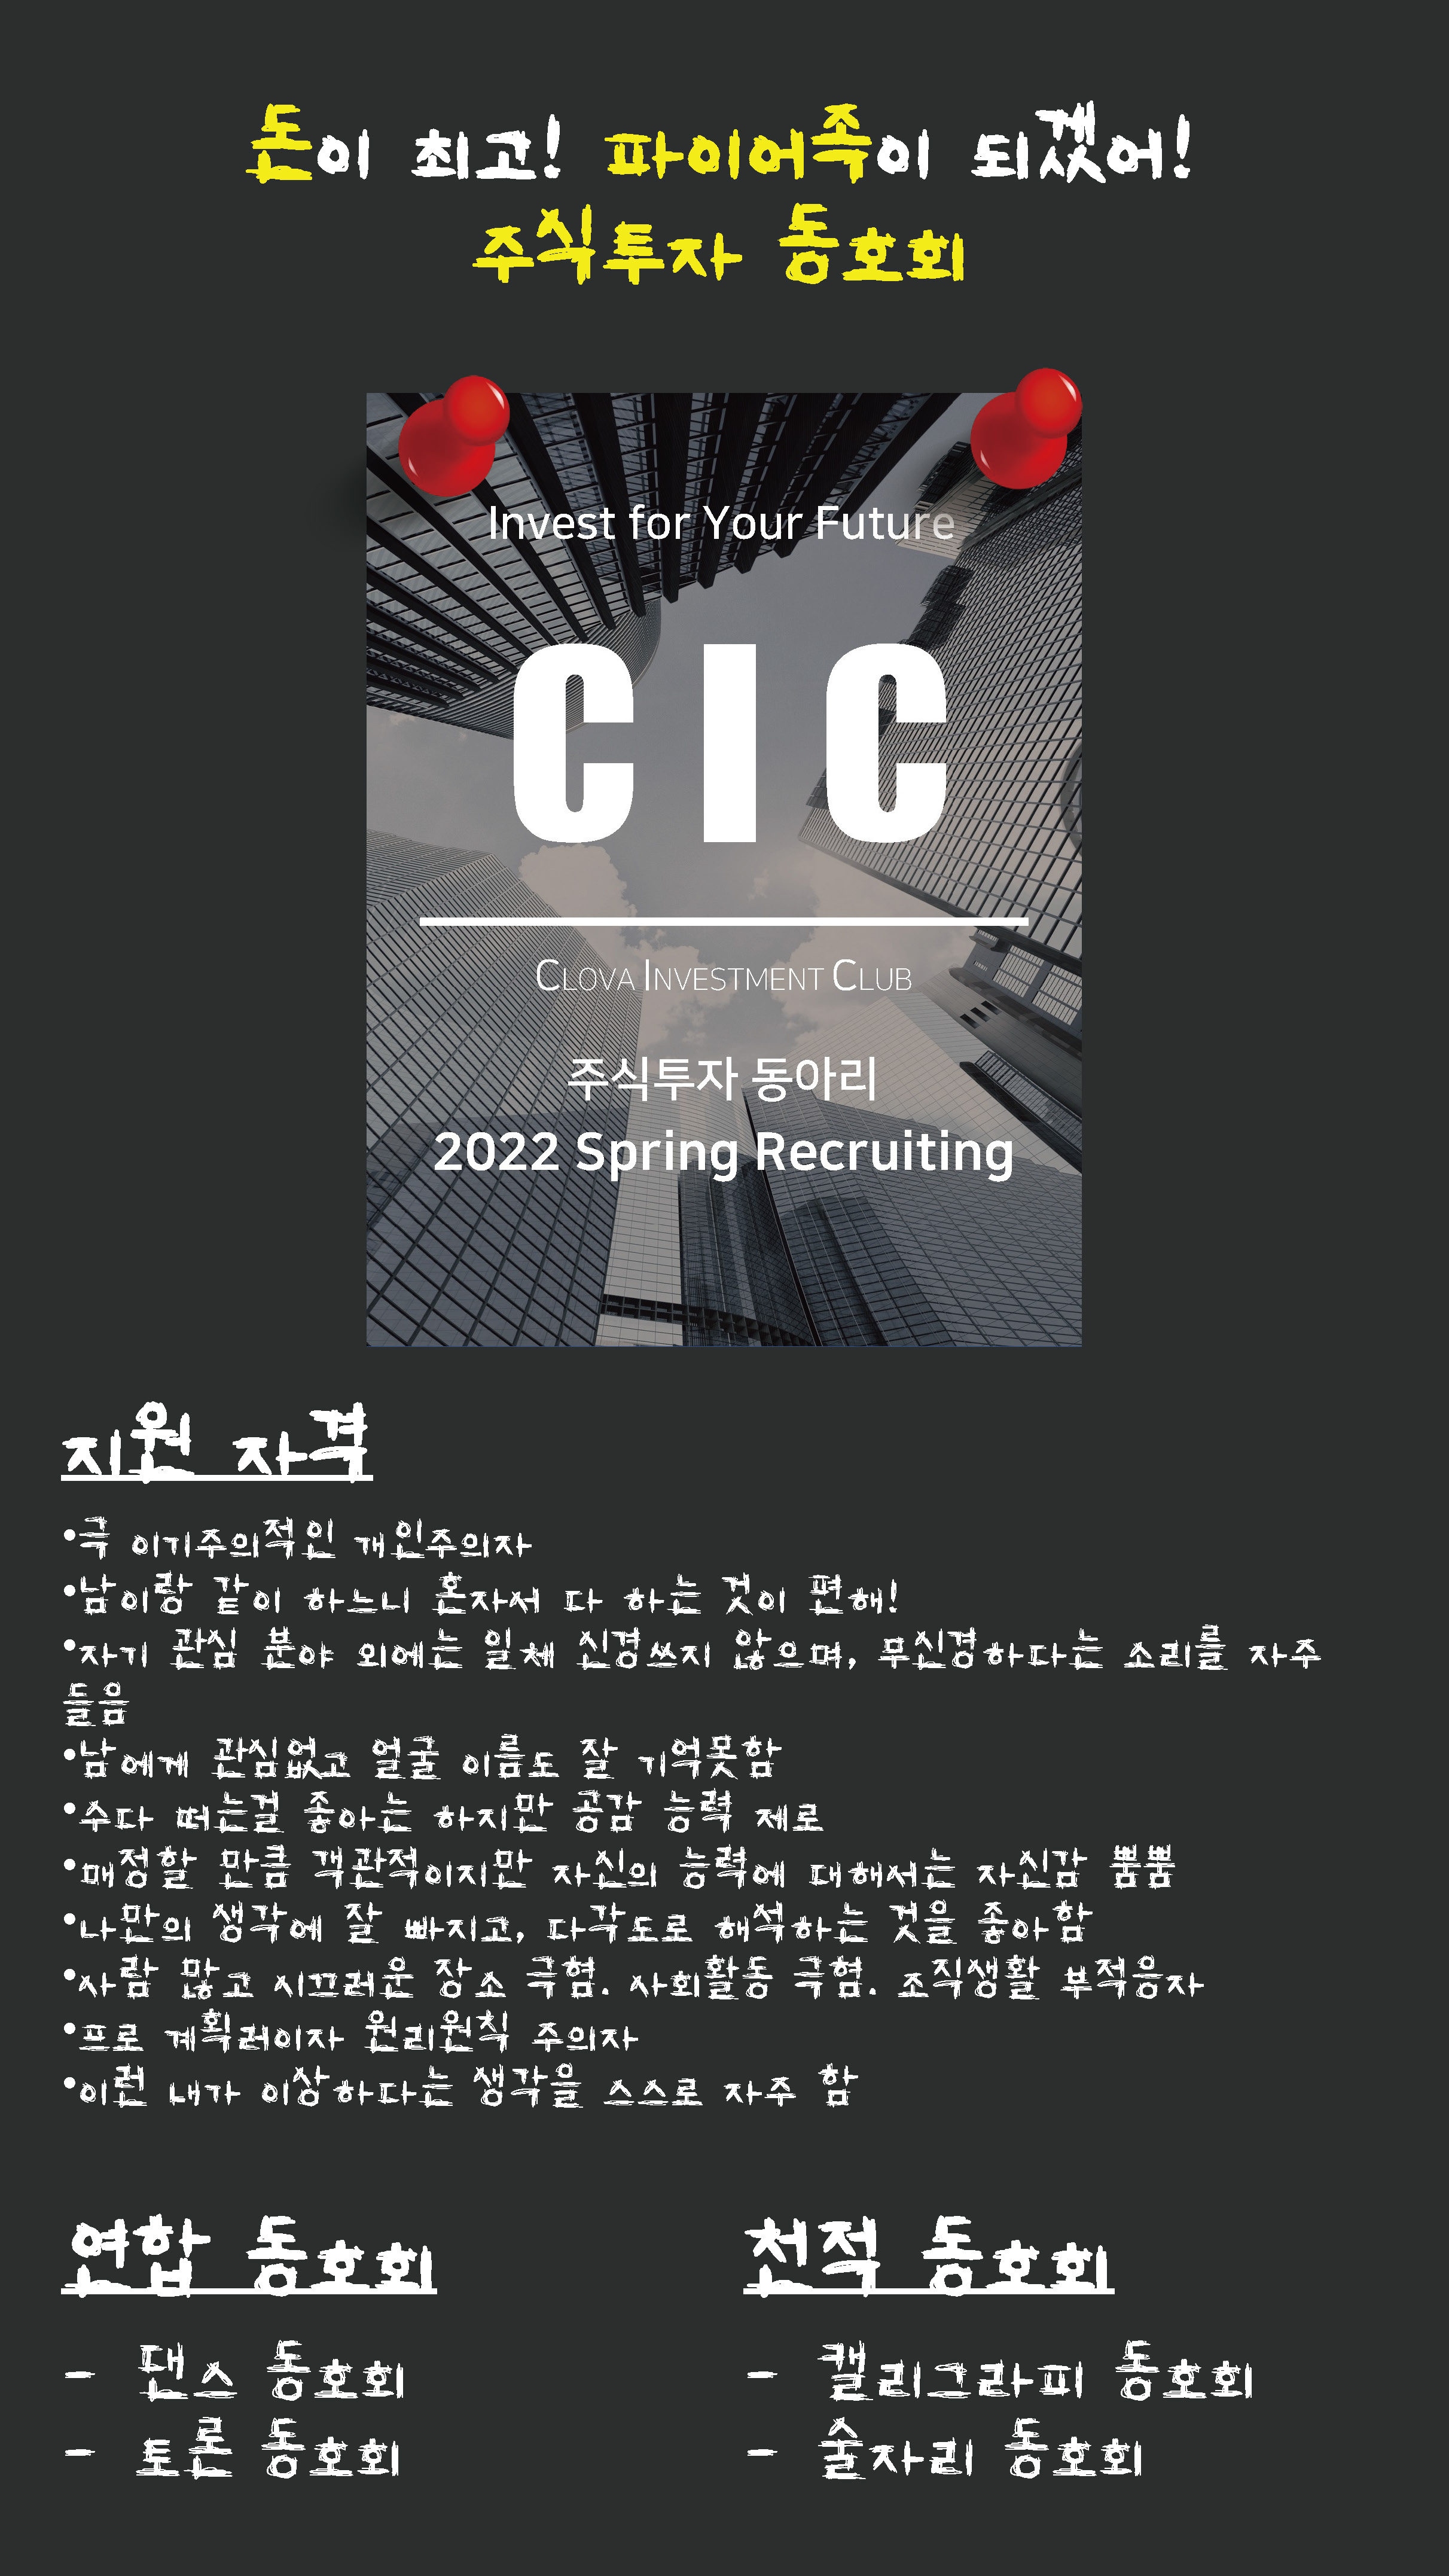 돈이 최고! 파이어족이 되겠어!
주식투자 동호회
Invest for Your Future
CIC
CLOVA INVESTMENT CLUB
주식투자 동아리
2022 Spring Recruiting
지원 자격
•극 이기주의적인 개인주의자
•남이랑 같이 하느니 혼자서 다 하는 것이 편해!
•자기 관심 분야 외에는 일체 신경쓰지 않으며, 무신경하다는 소리를 자주
들음
•남에게 관심없고 얼굴 이름도 잘 기억못함
•수다 떠는걸 좋아는 하지만 공감 능력 제로
•매정할 만큼 객관적이지만 자신의 능력에 대해서는 자신감 뿜뿜
•나만의 생각에 잘 빠지고, 다각도로 해석하는 것을 좋아함
•사람 많고 시끄러운 장소 극혐. 사회활동 극혐. 조직생활 부적응자
•프로 계획러이자 원리원칙 주의자
•이런 내가 이상하다는 생각을 스스로 자주 함
연합 동호회
- 댄스 동호회
- 토론 동호회
천적 동호회
- 캘리그라피 동호회
- 술자리 동호회